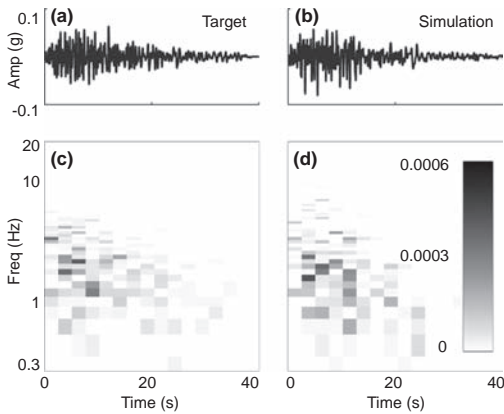 0.1
(a)
Target
(b)
Simulation
Amp (g)
-0.1
20
(c)
(d)
0.0006
10
Freq (Hz)
0.0003
1
0
0.3
0
20
40
0
20
40
Time (s)
Time (s)